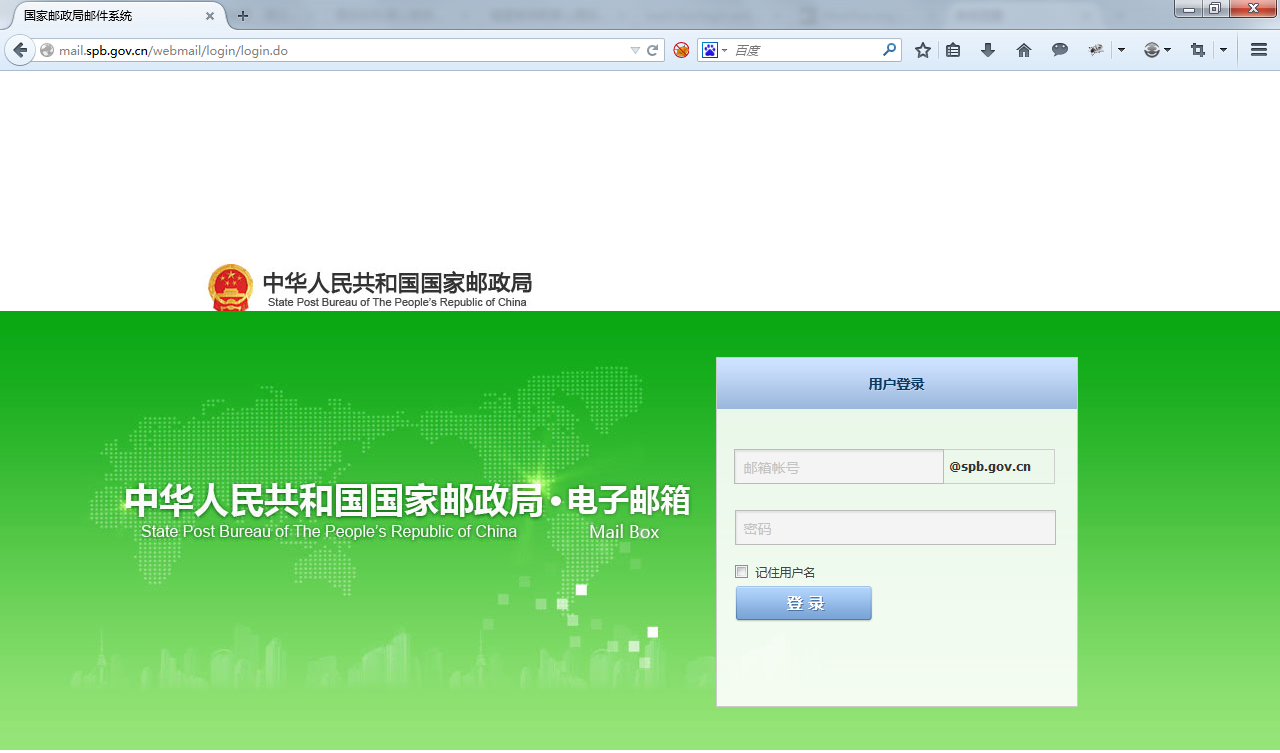 国家邮政局邮件系统
mail.spb.gov.cn/webmail/login/login.do
百度
中华人民共和国国家邮政局
State Post Bureau of The People's Republic of China
用户登录
邮箱帐号
@spb.gov.cn
中华人民共和国国家邮政局·电子邮箱
State Post Bureau of The People's Republic of China
Mail Box
密码
记住用户名
登 录